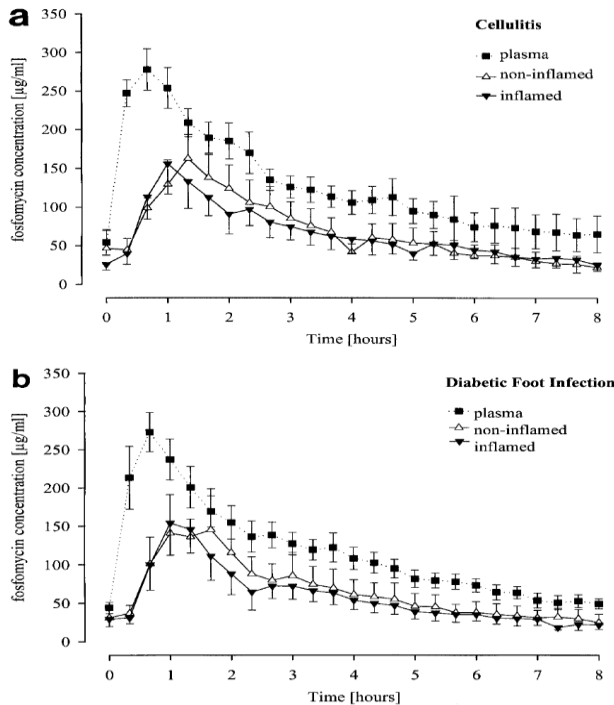 a
Cellulitis
plasma
non-inflamed
inflamed
fosfomycin concentration [µg/ml]
350
300
250
200
150
100
50
0
0 1 2 3 4 5 6 7 8
Time [hours]
b
Diabetic Foot Infection
plasma
non-inflamed
inflamed
fosfomycin concentration [µg/ml]
350
300
250
200
150
100
50
0
0 1 2 3 4 5 6 7 8
Time [hours]